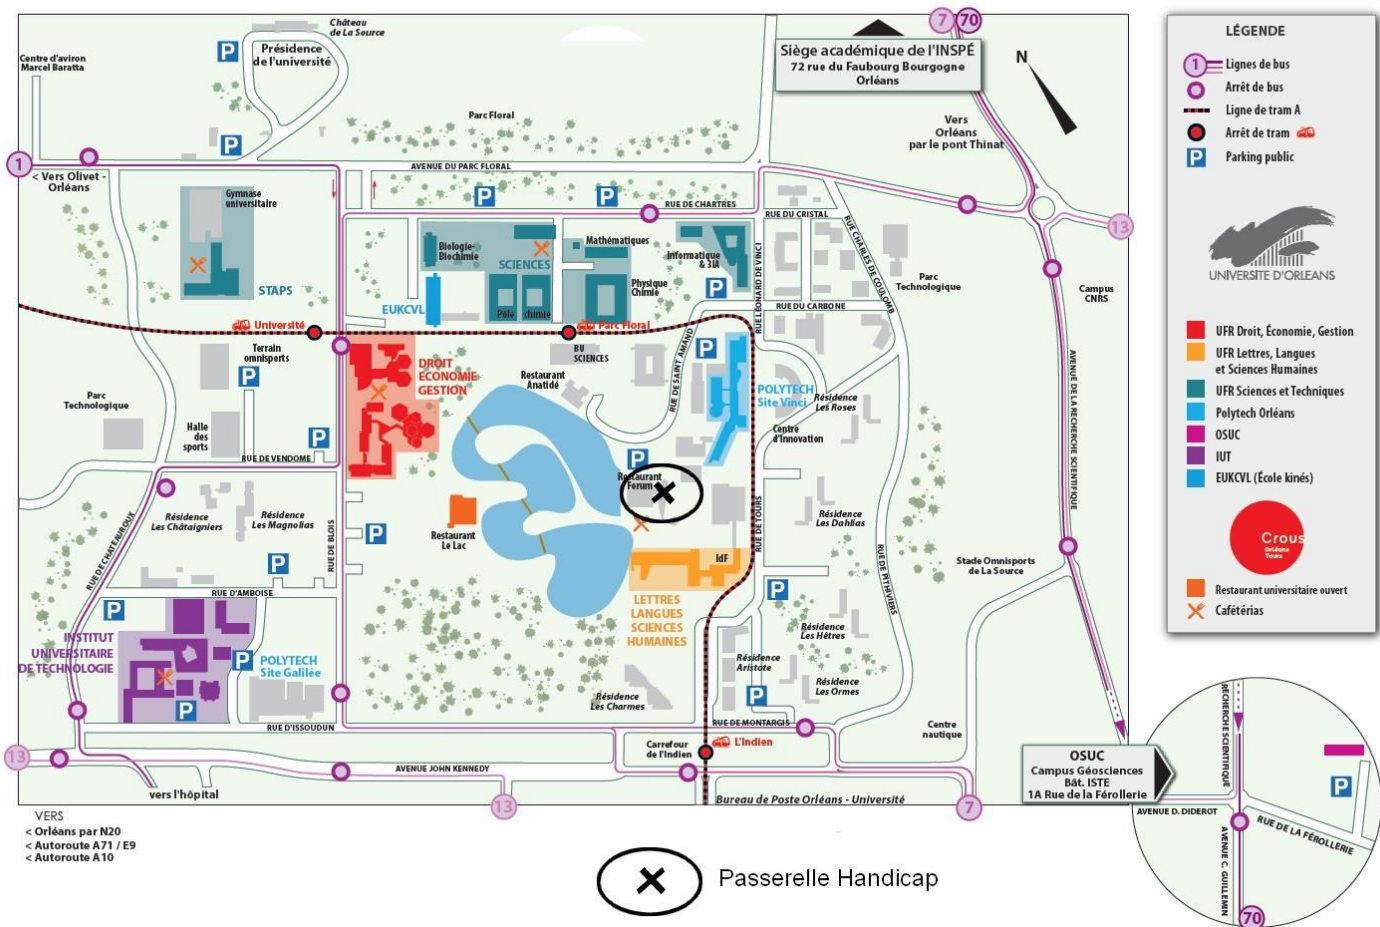 Château
de La Source
Présidence
de l'université
Centre d'aviron
Marcel Baratta
P
P
7
70
Siège académique de l'INSPÉ
72 rue du Faubourg Bourgogne
Orléans
N
Parc Floral
Vers
Orléans
par le pont Thinat
1
< Vers Olivet -
Orléans
AVENUE DU PARC FLORAL
P
P
RUE DE CHARTRES
RUE DU CRISTAL
13
Gymnase
universitaire
STAPS
Biologie-
Biochimie
SCIENCES
Mathématiques
Informatique
& 3IA
Physique
Chimie
Pôle
chimie
EUKCVL
P
RUE LÉONARD DE VINCI
RUE CHARLES DE COULOMB
Parc
Technologique
Campus
CNRS
RUE DU CARBONE
Université
Parc Floral
Terrain
omnisports
P
BU
SCIENCES
DROIT
ÉCONOMIE
GESTION
Restaurant
Anatidé
RUE DE SAINT AMAND
P
POLYTECH
Site Vinci
Résidence
Les Roses
Centre
d'Innovation
AVENUE DE LA RECHERCHE SCIENTIFIQUE
Parc
Technologique
Halle
des
sports
P
RUE DE VENDOME
P
Restaurant
Forum
RUE DE CHATEAUROUX
Résidence
Les Châtaigniers
Résidence
Les Magnolias
RUE DE BLOIS
P
Restaurant
Le Lac
RUE DE TOURS
Résidence
Les Dahlias
RUE DE PITHIVIERS
Stade Omnisports
de La Source
IdF
P
P
RUE D'AMBOISE
P
LETTRES
LANGUES
SCIENCES
HUMAINES
Résidence
Les Hêtres
INSTITUT
UNIVERSITAIRE
DE TECHNOLOGIE
P
POLYTECH
Site Galilée
P
Résidence
Aristote
Résidence
Les Ormes
P
Résidence
Les Charmes
RUE D'ISSOUDUN
RUE DE MONTARGIS
Centre
nautique
Carrefour
de l'Indien
L'Indien
13
AVENUE JOHN KENNEDY
vers l'hôpital
13
Bureau de Poste Orléans - Université
7
VERS
< Orléans par N20
< Autoroute A71 / E9
< Autoroute A10
Passerelle Handicap
LÉGENDE
1
Lignes de bus
Arrêt de bus
Ligne de tram A
Arrêt de tram
P
Parking public
UNIVERSITE D'ORLEANS
UFR Droit, Économie, Gestion
UFR Lettres, Langues
et Sciences Humaines
UFR Sciences et Techniques
Polytech Orléans
OSUC
IUT
EUKCVL (École kinés)
Crous
Orléans
Tours
Restaurant universitaire ouvert
Cafétérias
OSUC
Campus Géosciences
Bât. ISTE
1A Rue de la Férollerie
RECHERCHE SCIENTIFIQUE
P
AVENUE D. DIDEROT
RUE DE LA FÉROLLERIE
AVENUE C. GUILLEMIN
70